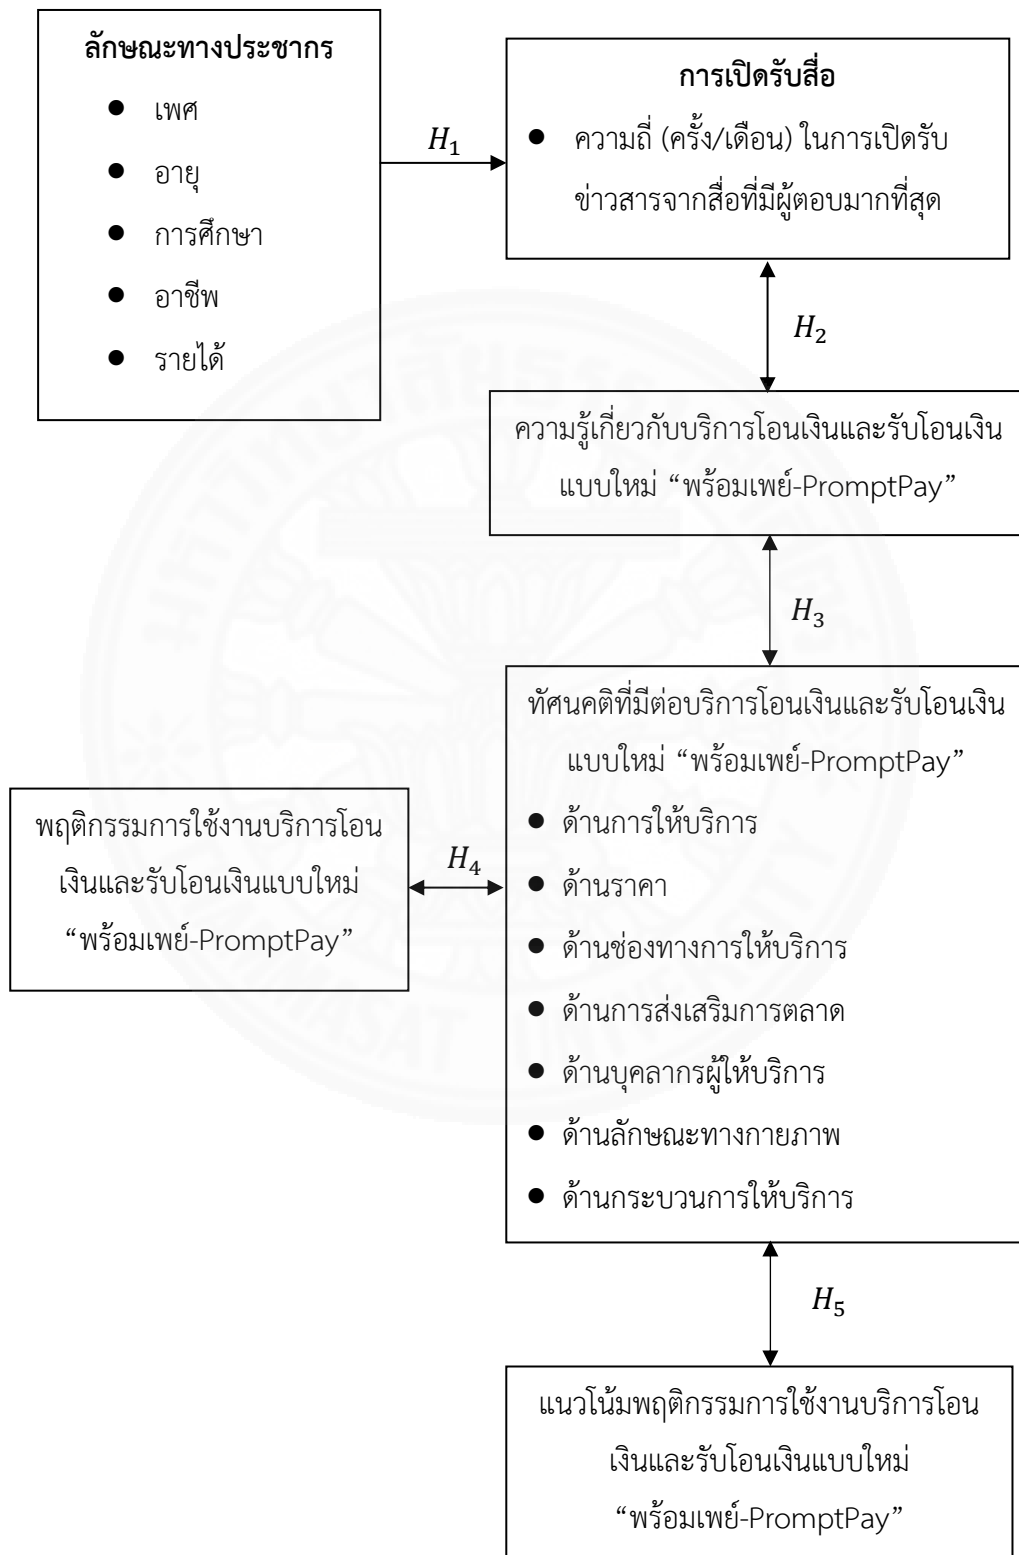 ลักษณะทางประชากร
● เพศ
● อายุ
● การศึกษา
● อาชีพ
● รายได้
H₁
การเปิดรับสื่อ
● ความถี่ (ครั้ง/เดือน) ในการเปิดรับ
ข่าวสารจากสื่อที่มีผู้ตอบมากที่สุด
H₂
ความรู้เกี่ยวกับบริการโอนเงินและรับโอนเงิน
แบบใหม่ “พร้อมเพย์-PromptPay”
H₃
ทัศนคติที่มีต่อบริการโอนเงินและรับโอนเงิน
แบบใหม่ “พร้อมเพย์-PromptPay”
● ด้านการให้บริการ
● ด้านราคา
● ด้านช่องทางการให้บริการ
● ด้านการส่งเสริมการตลาด
● ด้านบุคลากรผู้ให้บริการ
● ด้านลักษณะทางกายภาพ
● ด้านกระบวนการให้บริการ
H₄
พฤติกรรมการใช้งานบริการโอน
เงินและรับโอนเงินแบบใหม่
“พร้อมเพย์-PromptPay”
H₅
แนวโน้มพฤติกรรมการใช้งานบริการโอน
เงินและรับโอนเงินแบบใหม่
“พร้อมเพย์-PromptPay”
มหาวิทยาลัยธรรมศาสตร์
THAMMASAT UNIVERSITY